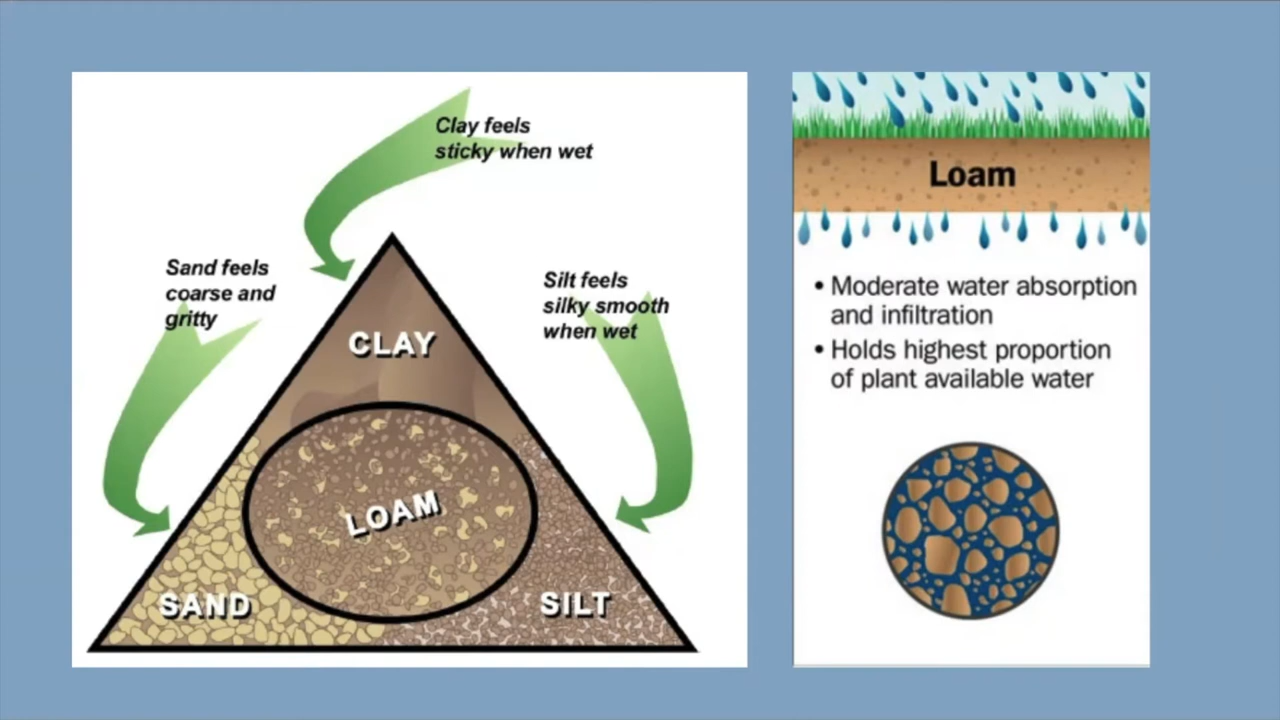 Clay feels
sticky when wet
Sand feels
coarse and
gritty
Silt feels
silky smooth
when wet
CLAY
LOAM
SAND
SILT
Loam
• Moderate water absorption
and infiltration
• Holds highest proportion
of plant available water